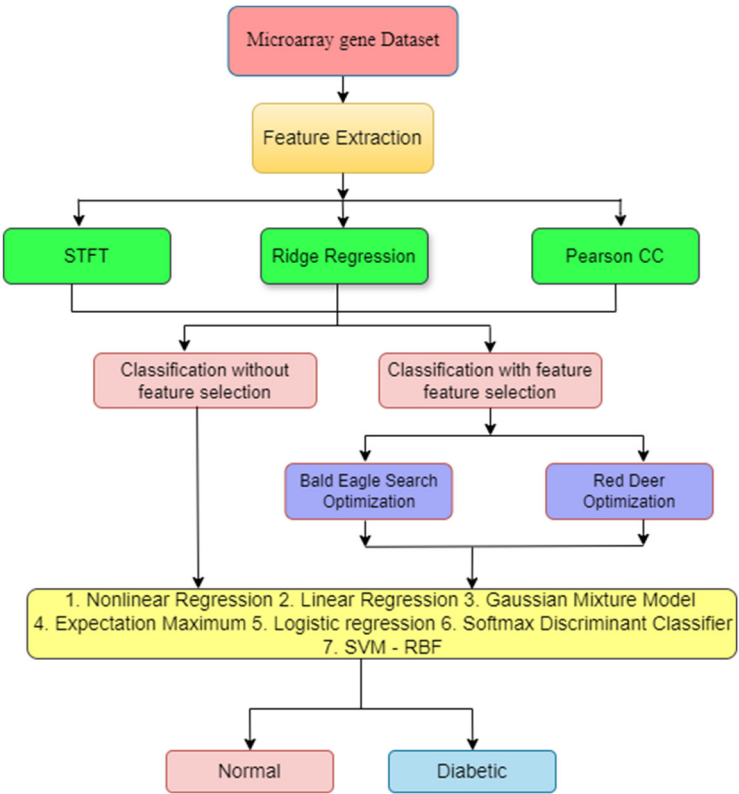 Microarray gene Dataset
Feature Extraction
STFT
Ridge Regression
Pearson CC
Classification without
feature selection
Classification with feature
feature selection
Bald Eagle Search
Optimization
Red Deer
Optimization
1. Nonlinear Regression 2. Linear Regression 3. Gaussian Mixture Model
4. Expectation Maximum 5. Logistic regression 6. Softmax Discriminant Classifier
7. SVM - RBF
Normal
Diabetic